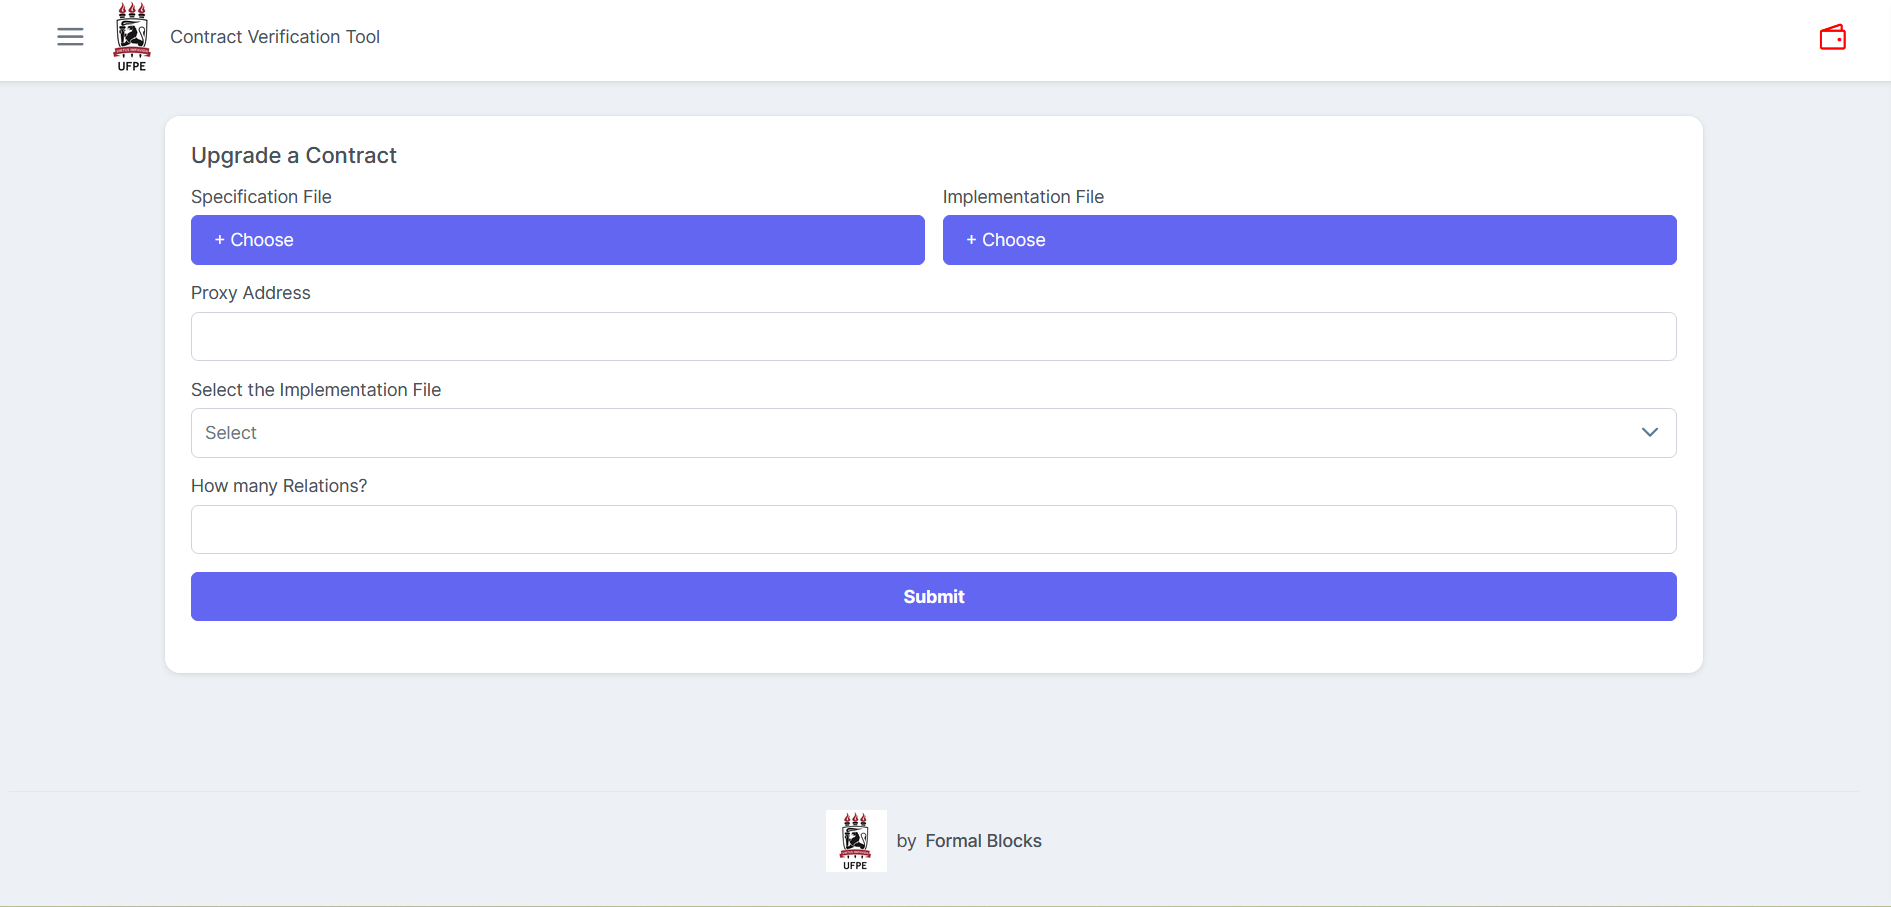 UFPE
Contract Verification Tool
Upgrade a Contract
Specification File
Implementation File
+ Choose
+ Choose
Proxy Address
Select the Implementation File
Select
How many Relations?
Submit
UFPE
by Formal Blocks